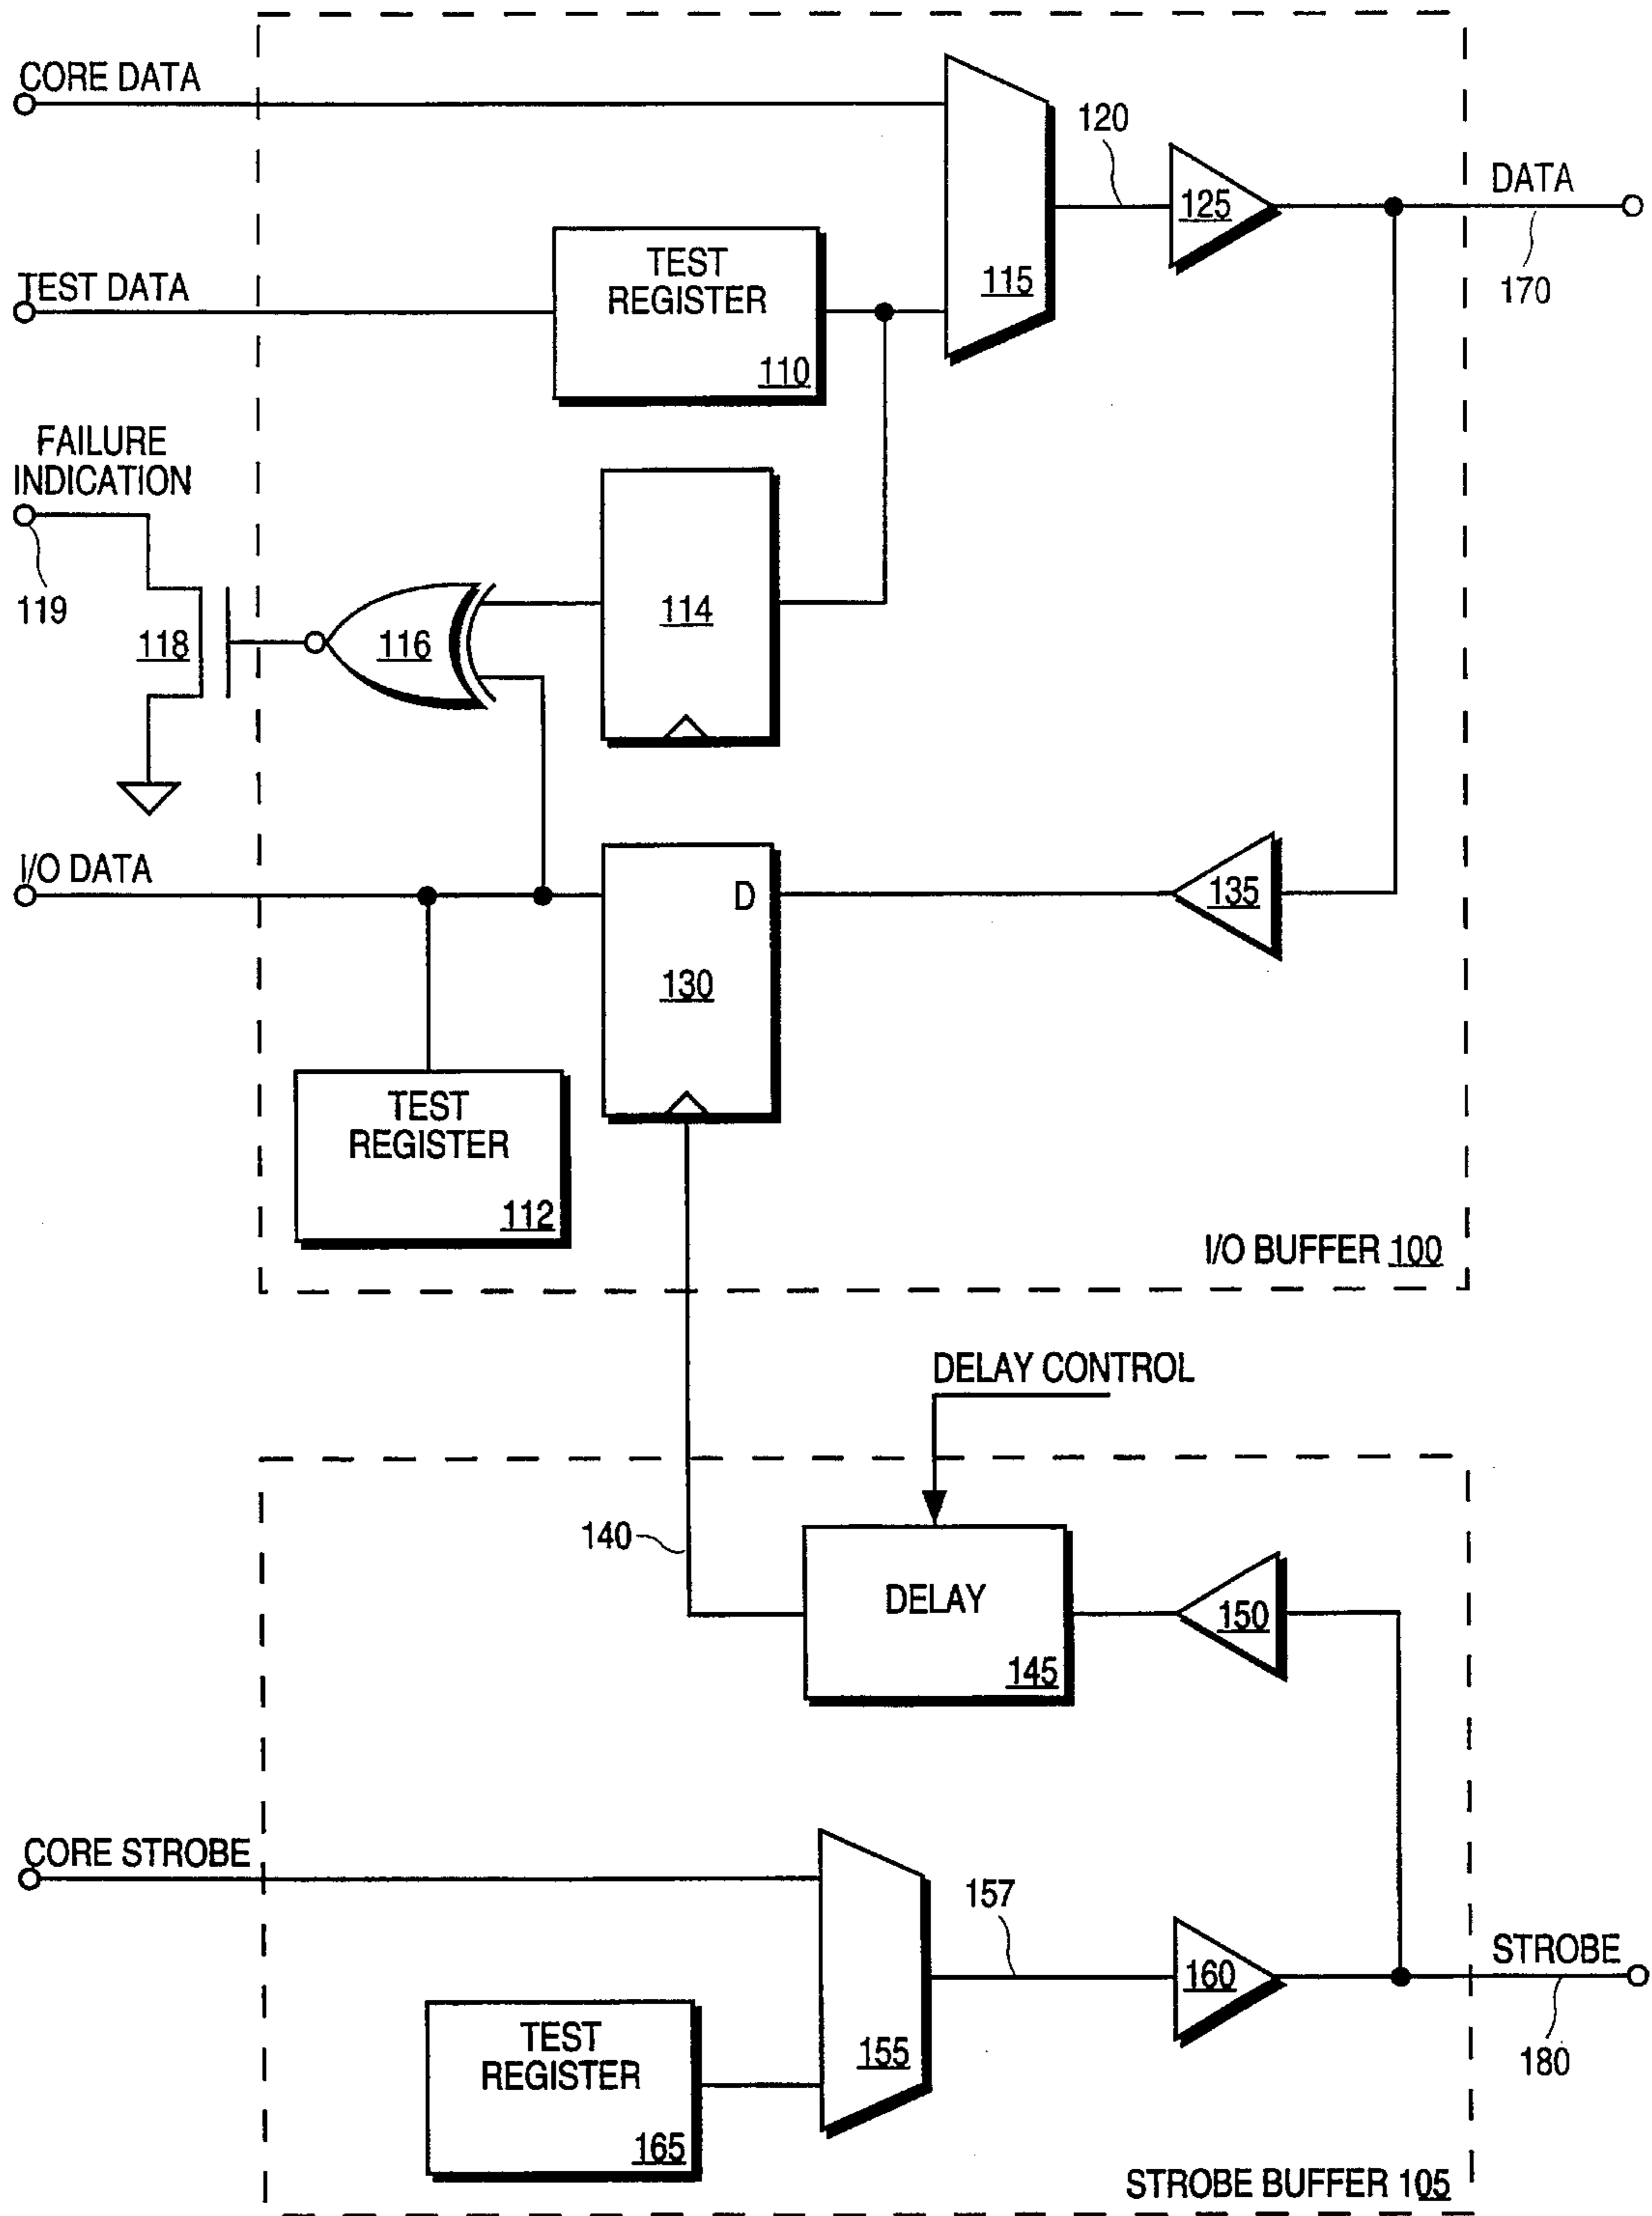 CORE DATA
120
DATA
125
TEST
REGISTER
115
TEST DATA
170
110
FAILURE
INDICATION
114
119
118
116
I/O DATA
D
135
130
TEST
REGISTER
112
I/O BUFFER 100
DELAY CONTROL
140
DELAY
150
145
CORE STROBE
157
STROBE
160
TEST
REGISTER
155
180
165
STROBE BUFFER 105